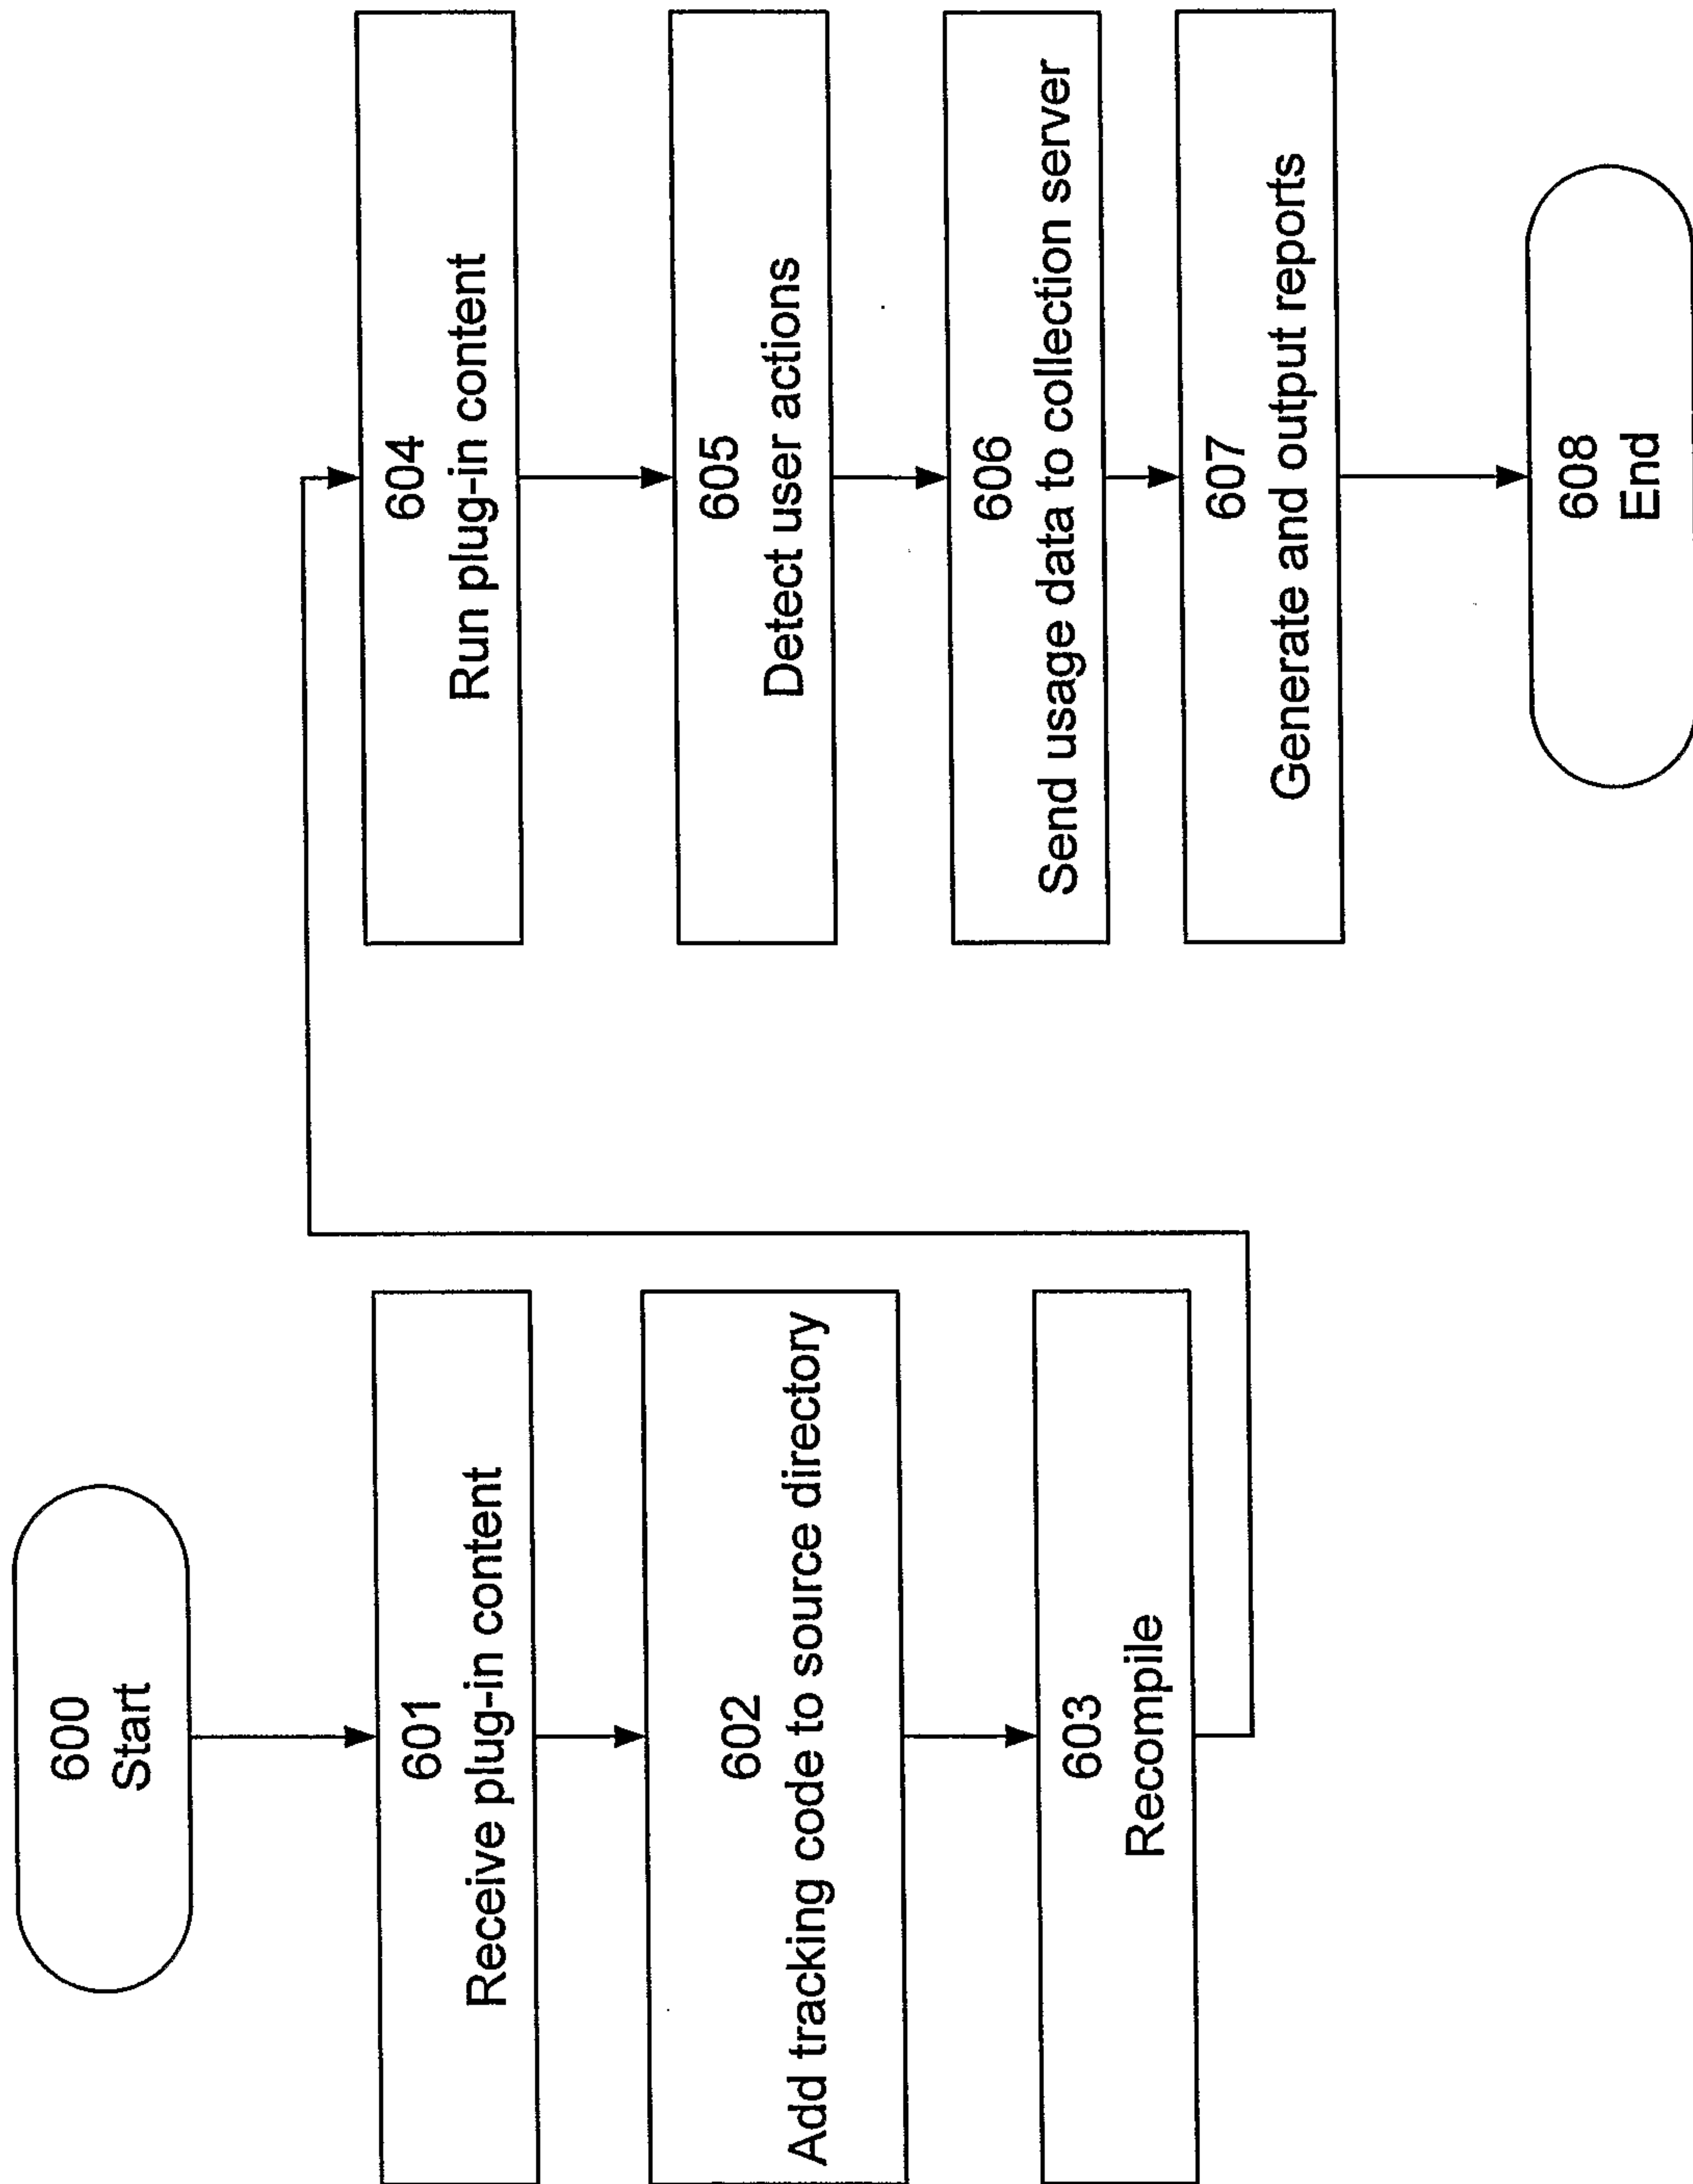 600
Start
601
Receive plug-in content
602
Add tracking code to source directory
603
Recompile
604
Run plug-in content
605
Detect user actions
606
Send usage data to collection server
607
Generate and output reports
608
End